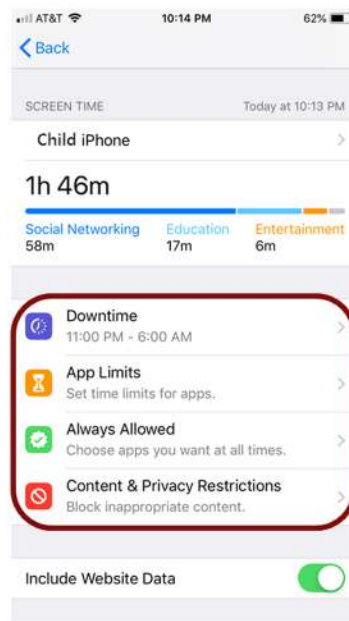 AT&T 10:14 PM 62%
Back
SCREEN TIME Today at 10:13 PM
Child iPhone
1h 46m
Social Networking Education Entertainment
58m 17m 6m
Downtime
11:00 PM - 6:00 AM
App Limits
Set time limits for apps.
Always Allowed
Choose apps you want at all times.
Content & Privacy Restrictions
Block inappropriate content.
Include Website Data